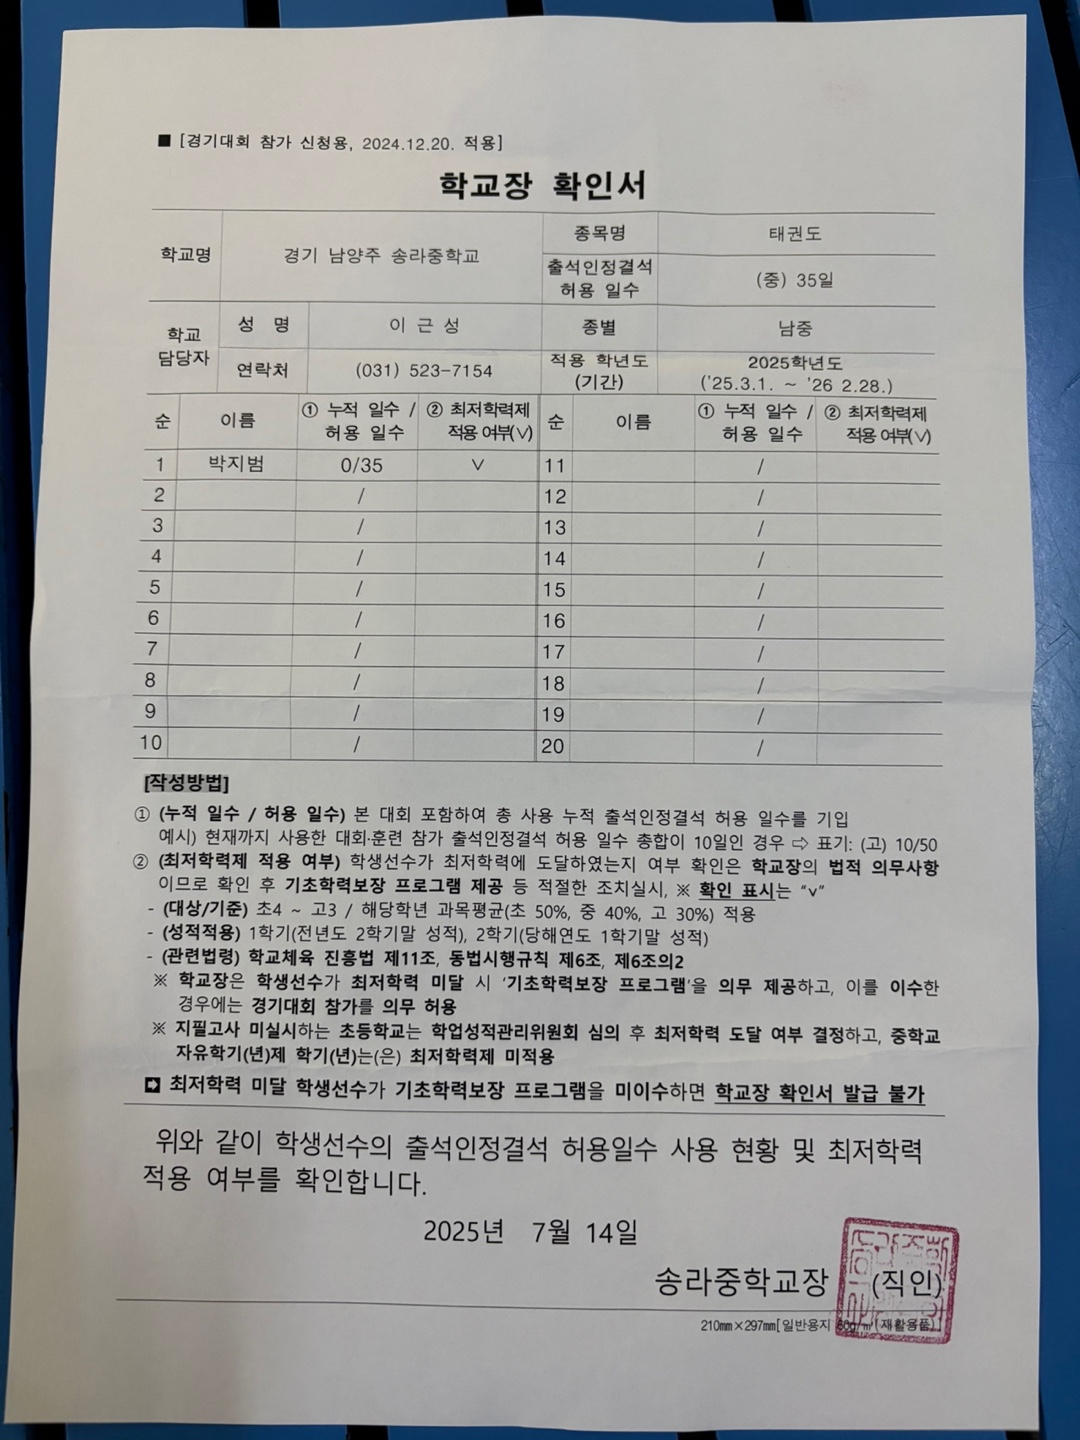 ■ [경기대회 참가 신청용, 2024.12.20. 적용]
학교장 확인서
학교명 경기 남양주 송라중학교 종목명 태권도
출석인정결석 허용 일수 (중) 35일
학교 담당자 성 명 이 근 성 종별 남중
연락처 (031) 523-7154 적용 학년도 (기간) 2025학년도 ('25.3.1. ~ '26 2.28.)
순 이름 ① 누적 일수 / 허용 일수 ② 최저학력제 적용 여부(∨) 순 이름 ① 누적 일수 / 허용 일수 ② 최저학력제 적용 여부(∨)
1 박지범 0/35 ∨ 11 /
2 / 12 /
3 / 13 /
4 / 14 /
5 / 15 /
6 / 16 /
7 / 17 /
8 / 18 /
9 / 19 /
10 / 20 /
[작성방법]
① (누적 일수 / 허용 일수) 본 대회 포함하여 총 사용 누적 출석인정결석 허용 일수를 기입
예시) 현재까지 사용한 대회·훈련 참가 출석인정결석 허용 일수 총합이 10일인 경우 ⇨ 표기: (고) 10/50
② (최저학력제 적용 여부) 학생선수가 최저학력에 도달하였는지 여부 확인은 학교장의 법적 의무사항
이므로 확인 후 기초학력보장 프로그램 제공 등 적절한 조치실시, ※ 확인 표시는 “v”
- (대상/기준) 초4 ~ 고3 / 해당학년 과목평균(초 50%, 중 40%, 고 30%) 적용
- (성적적용) 1학기(전년도 2학기말 성적), 2학기(당해연도 1학기말 성적)
- (관련법령) 학교체육 진흥법 제11조, 동법시행규칙 제6조, 제6조의2
※ 학교장은 학생선수가 최저학력 미달 시 '기초학력보장 프로그램'을 의무 제공하고, 이를 이수한
경우에는 경기대회 참가를 의무 허용
※ 지필고사 미실시하는 초등학교는 학업성적관리위원회 심의 후 최저학력 도달 여부 결정하고, 중학교
자유학기(년)제 학기(년)는(은) 최저학력제 미적용
➡ 최저학력 미달 학생선수가 기초학력보장 프로그램을 미이수하면 학교장 확인서 발급 불가
위와 같이 학생선수의 출석인정결석 허용일수 사용 현황 및 최저학력
적용 여부를 확인합니다.
2025년 7월 14일
송라중학교장 (직인)
210㎜×297㎜[일반용지 60g/㎡(재활용품)]